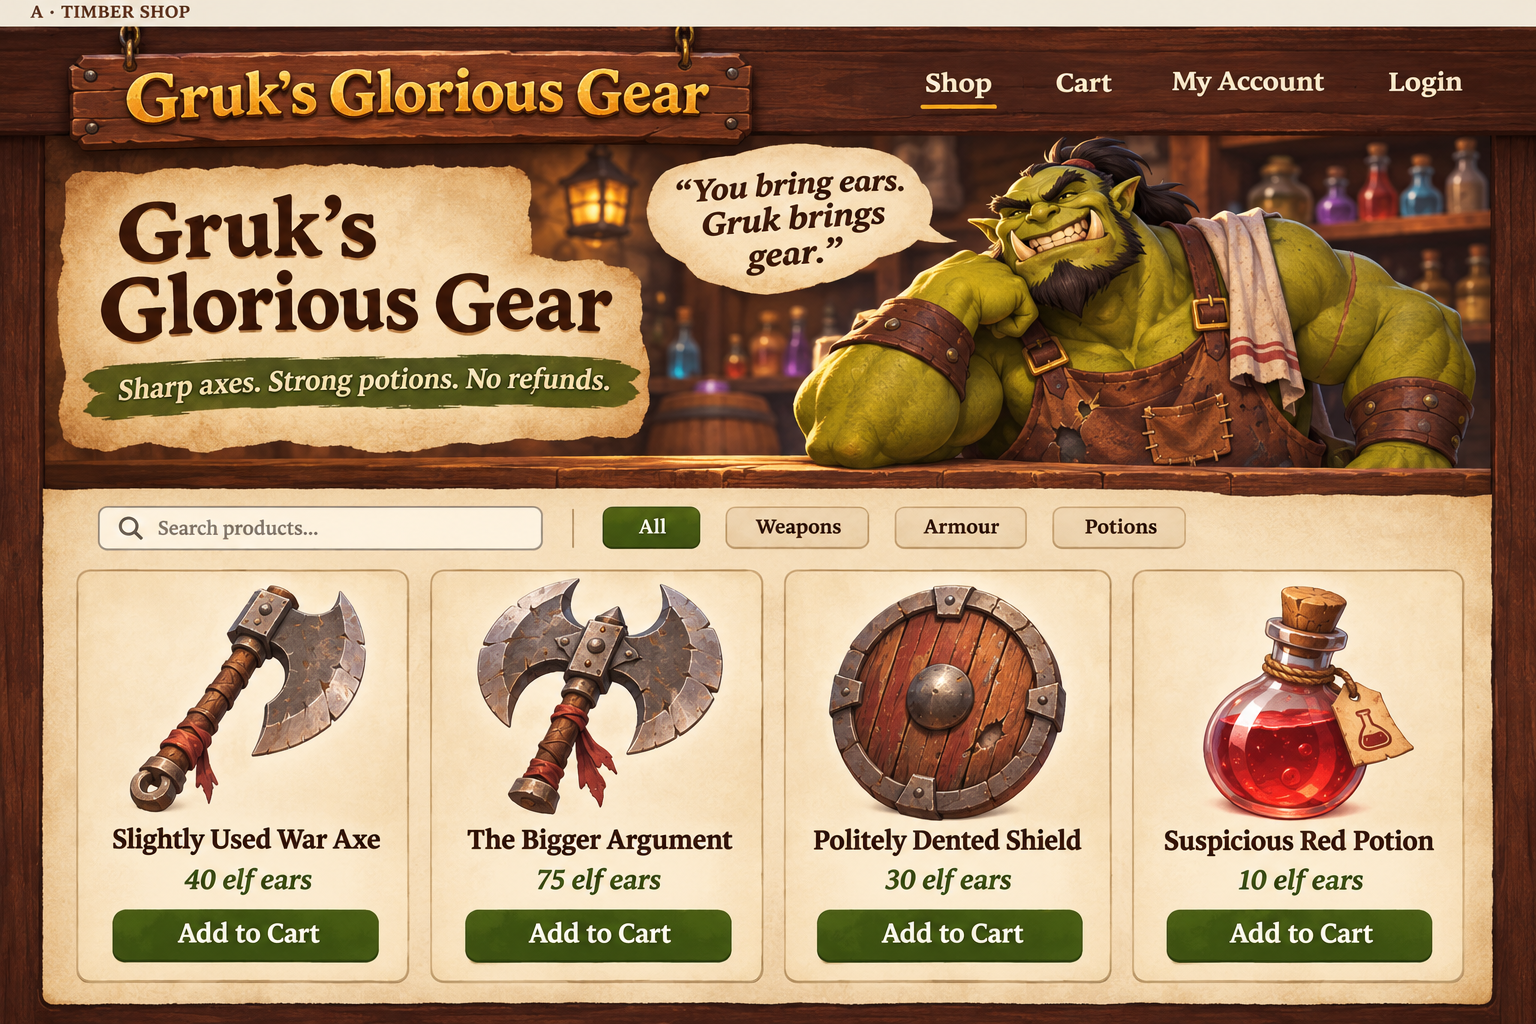 A · TIMBER SHOP
Gruk's Glorious Gear
Shop
Cart
My Account
Login
Gruk's
Glorious Gear
Sharp axes. Strong potions. No refunds.
“You bring ears.
Gruk brings
gear.”
Search products...
All
Weapons
Armour
Potions
Slightly Used War Axe
40 elf ears
Add to Cart
The Bigger Argument
75 elf ears
Add to Cart
Politely Dented Shield
30 elf ears
Add to Cart
Suspicious Red Potion
10 elf ears
Add to Cart